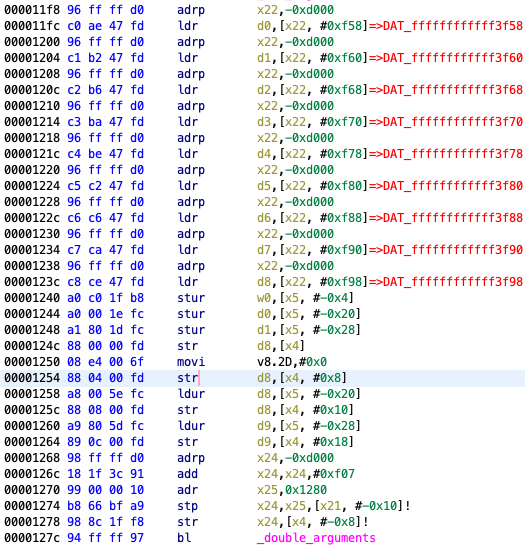 000011f8 96 ff ff d0 adrp x22,-0xd000
000011fc c0 ae 47 fd ldr d0,[x22, #0xf58]=>DAT_ffffffffffff3f58
00001200 96 ff ff d0 adrp x22,-0xd000
00001204 c1 b2 47 fd ldr d1,[x22, #0xf60]=>DAT_ffffffffffff3f60
00001208 96 ff ff d0 adrp x22,-0xd000
0000120c c2 b6 47 fd ldr d2,[x22, #0xf68]=>DAT_ffffffffffff3f68
00001210 96 ff ff d0 adrp x22,-0xd000
00001214 c3 ba 47 fd ldr d3,[x22, #0xf70]=>DAT_ffffffffffff3f70
00001218 96 ff ff d0 adrp x22,-0xd000
0000121c c4 be 47 fd ldr d4,[x22, #0xf78]=>DAT_ffffffffffff3f78
00001220 96 ff ff d0 adrp x22,-0xd000
00001224 c5 c2 47 fd ldr d5,[x22, #0xf80]=>DAT_ffffffffffff3f80
00001228 96 ff ff d0 adrp x22,-0xd000
0000122c c6 c6 47 fd ldr d6,[x22, #0xf88]=>DAT_ffffffffffff3f88
00001230 96 ff ff d0 adrp x22,-0xd000
00001234 c7 ca 47 fd ldr d7,[x22, #0xf90]=>DAT_ffffffffffff3f90
00001238 96 ff ff d0 adrp x22,-0xd000
0000123c c8 ce 47 fd ldr d8,[x22, #0xf98]=>DAT_ffffffffffff3f98
00001240 a0 c0 1f b8 stur w0,[x5, #-0x4]
00001244 a0 00 1e fc stur d0,[x5, #-0x20]
00001248 a1 80 1d fc stur d1,[x5, #-0x28]
0000124c 88 00 00 fd str d8,[x4]
00001250 08 e4 00 6f movi v8.2D,#0x0
00001254 88 04 00 fd str d8,[x4, #0x8]
00001258 a8 00 5e fc ldur d8,[x5, #-0x20]
0000125c 88 08 00 fd str d8,[x4, #0x10]
00001260 a9 80 5d fc ldur d9,[x5, #-0x28]
00001264 89 0c 00 fd str d9,[x4, #0x18]
00001268 98 ff ff d0 adrp x24,-0xd000
0000126c 18 1f 3c 91 add x24,x24,#0xf07
00001270 99 00 00 10 adr x25,0x1280
00001274 b8 66 bf a9 stp x24,x25,[x21, #-0x10]!
00001278 98 8c 1f f8 str x24,[x4, #-0x8]!
0000127c 94 ff ff 97 bl _double_arguments